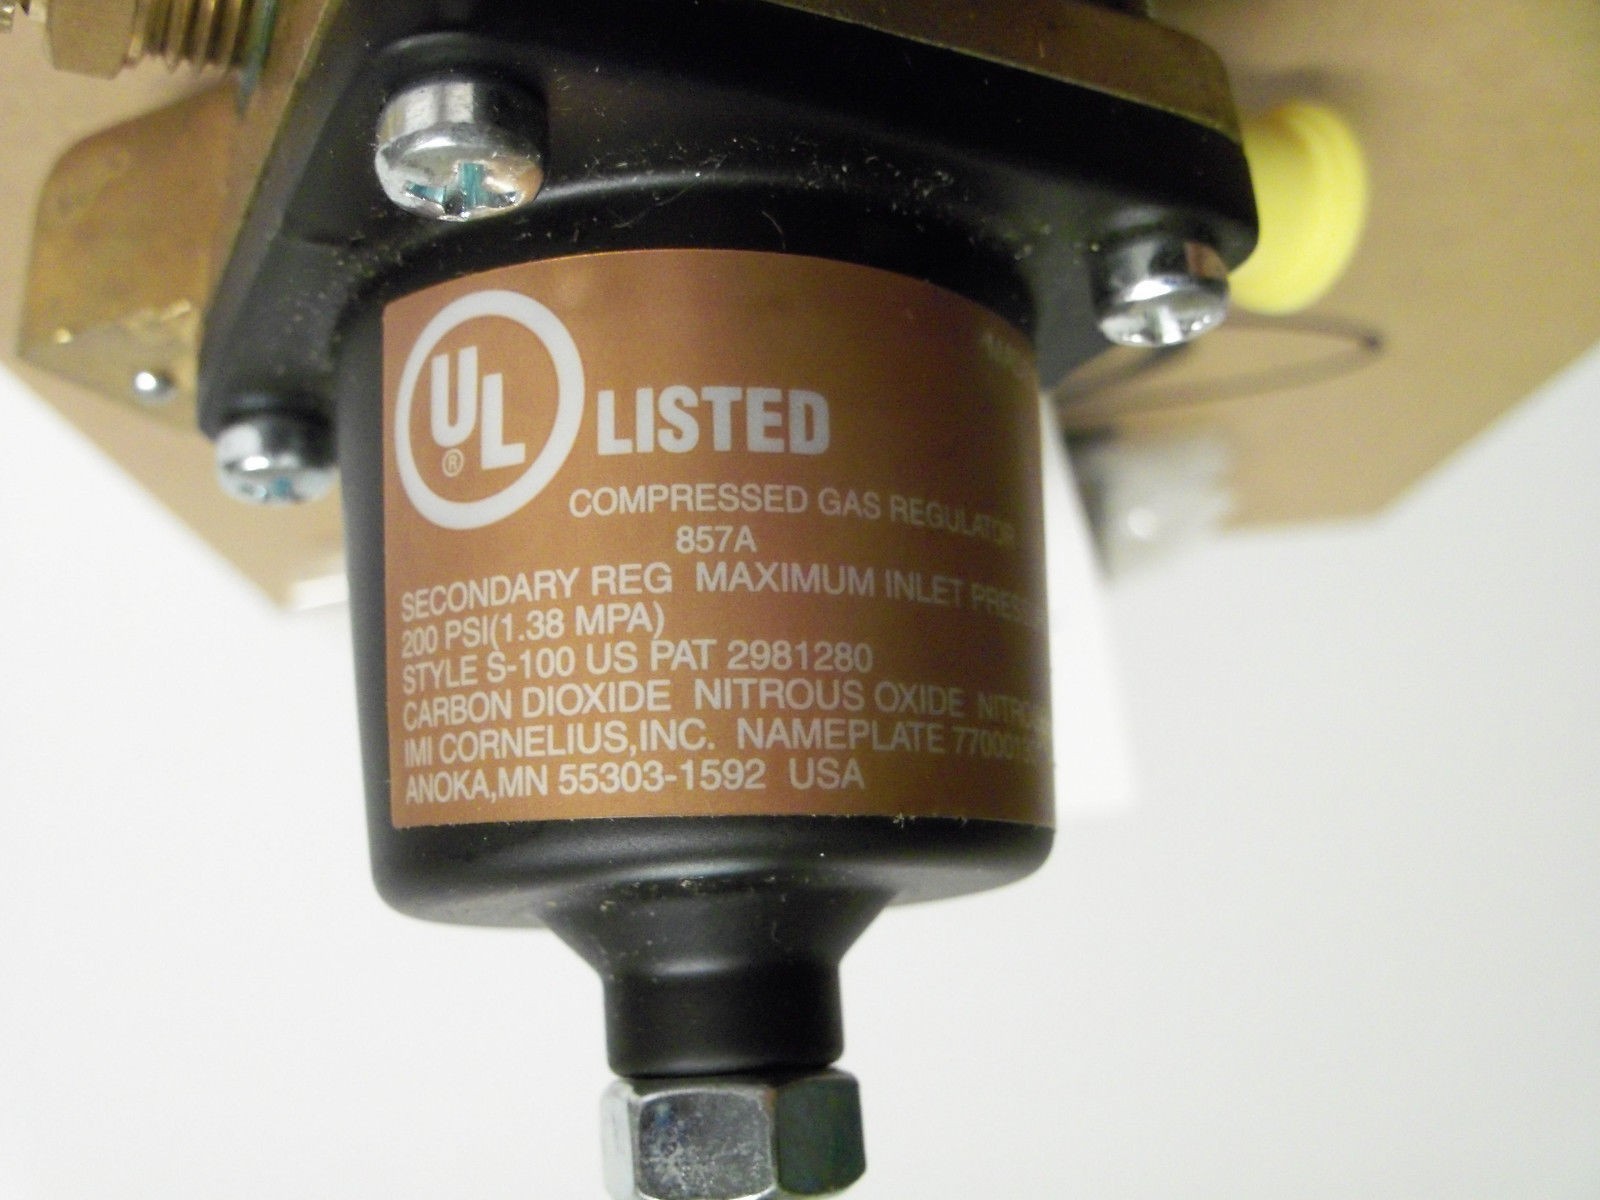 UL ® LISTED
COMPRESSED GAS REGULATOR
857A
SECONDARY REG MAXIMUM INLET
200 PSI(1.38 MPA)
STYLE S-100 US PAT 2981280
CARBON DIOXIDE NITROUS OXIDE
IMI CORNELIUS,INC. NAMEPLATE
ANOKA,MN 55303-1592 USA